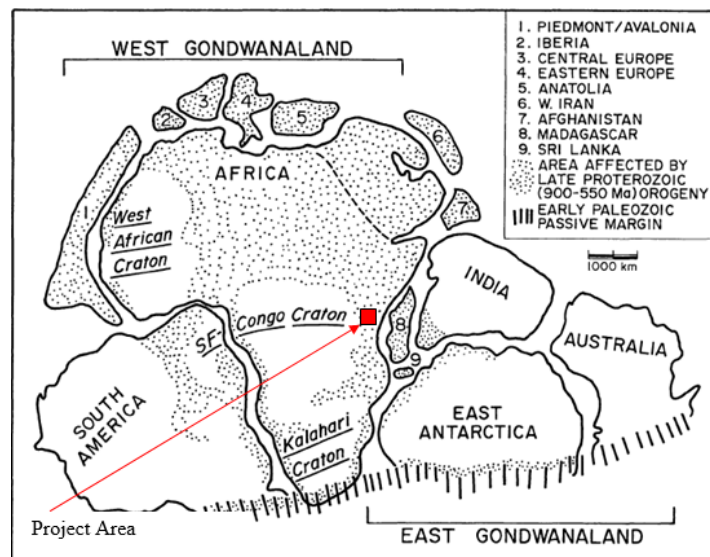 WEST GONDWANALAND
1. PIEDMONT/AVALONIA
2. IBERIA
3. CENTRAL EUROPE
4. EASTERN EUROPE
5. ANATOLIA
6. W. IRAN
7. AFGHANISTAN
8. MADAGASCAR
9. SRI LANKA
AREA AFFECTED BY
LATE PROTEROZOIC
(900-550 Ma) OROGENY
EARLY PALEOZOIC
PASSIVE MARGIN
1000 km
2
3
4
5
6
7
1
AFRICA
West
African
Craton
INDIA
SF-
Congo Craton
8
9
AUSTRALIA
SOUTH
AMERICA
EAST
ANTARCTICA
Kalahari
Craton
Project Area
EAST GONDWANALAND